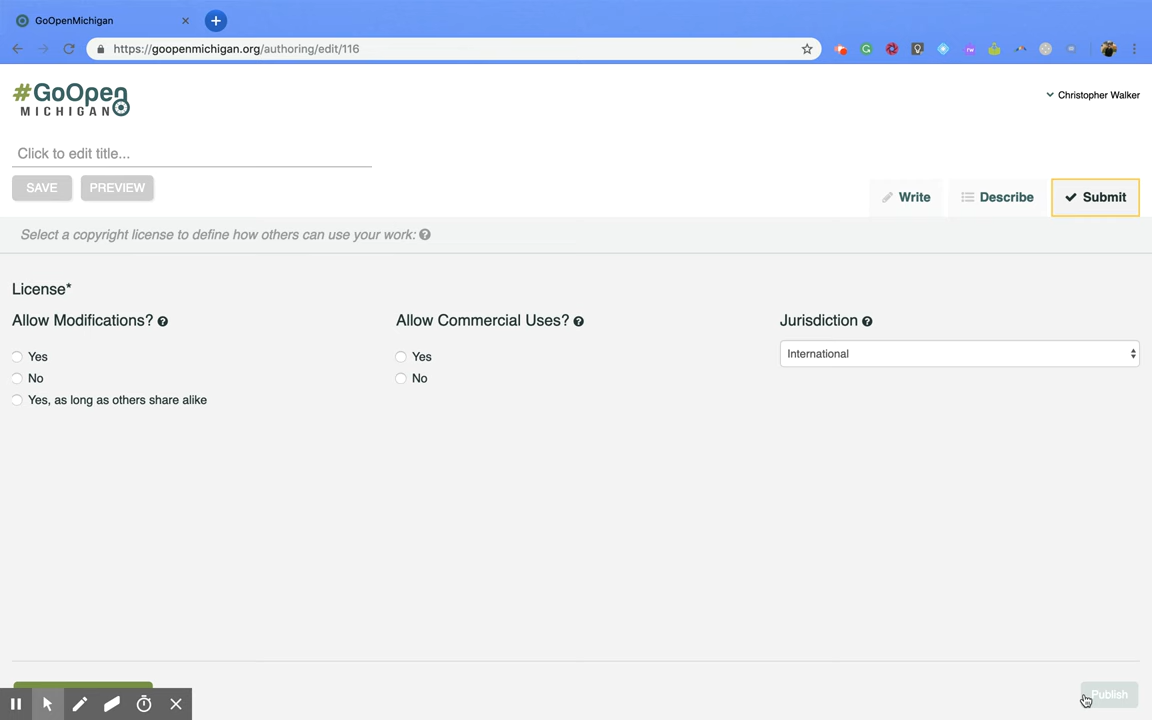 GoOpenMichigan
https://goopenmichigan.org/authoring/edit/116
#GoOpen
MICHIGAN
Christopher Walker
Click to edit title...
SAVE PREVIEW
Write Describe Submit
Select a copyright license to define how others can use your work:
License*
Allow Modifications? Allow Commercial Uses? Jurisdiction
Yes Yes International
No No
Yes, as long as others share alike
Publish